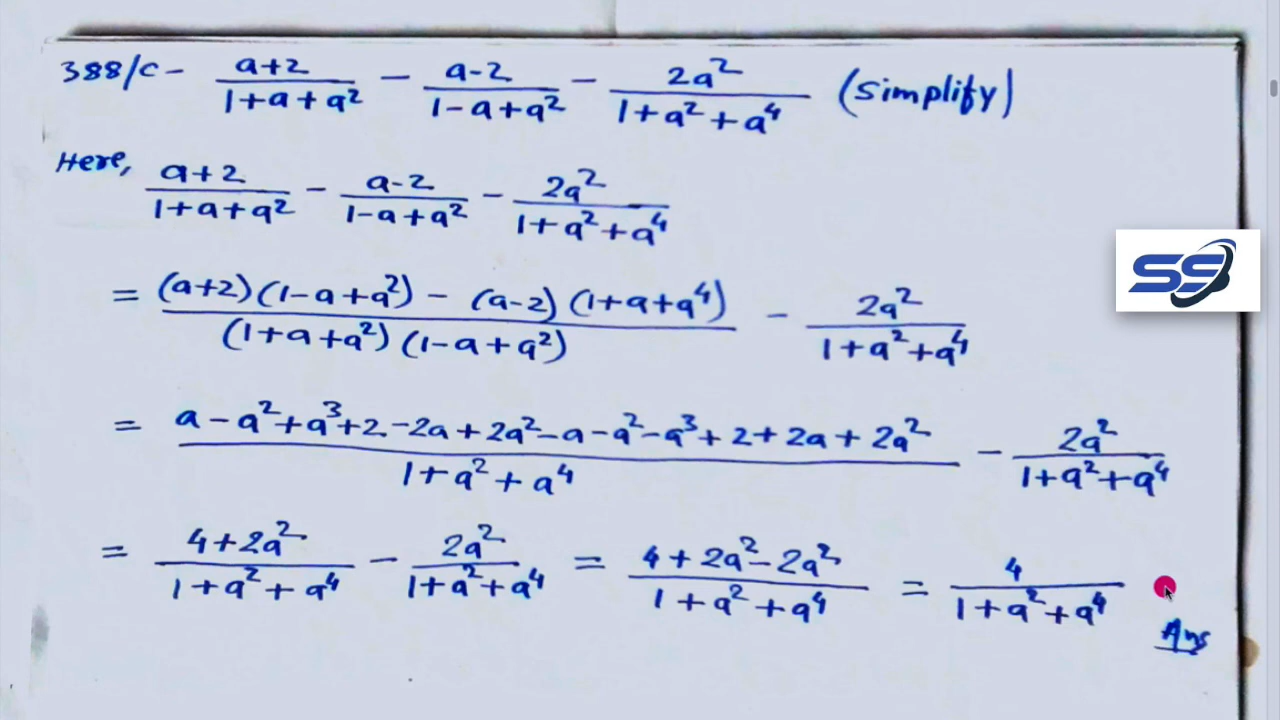 388/c - a+2/1+a+a² - a-2/1-a+a² - 2a²/1+a²+a⁴ (simplify)
Here, a+2/1+a+a² - a-2/1-a+a² - 2a²/1+a²+a⁴
= (a+2)(1-a+a²) - (a-2)(1+a+a⁴)/(1+a+a²)(1-a+a²) - 2a²/1+a²+a⁴
SS
= a-a²+a³+2-2a+2a²-a-a²-a³+2+2a+2a²/1+a²+a⁴ - 2a²/1+a²+a⁴
= 4+2a²/1+a²+a⁴ - 2a²/1+a²+a⁴ = 4+2a²-2a²/1+a²+a⁴ = 4/1+a²+a⁴
Ans